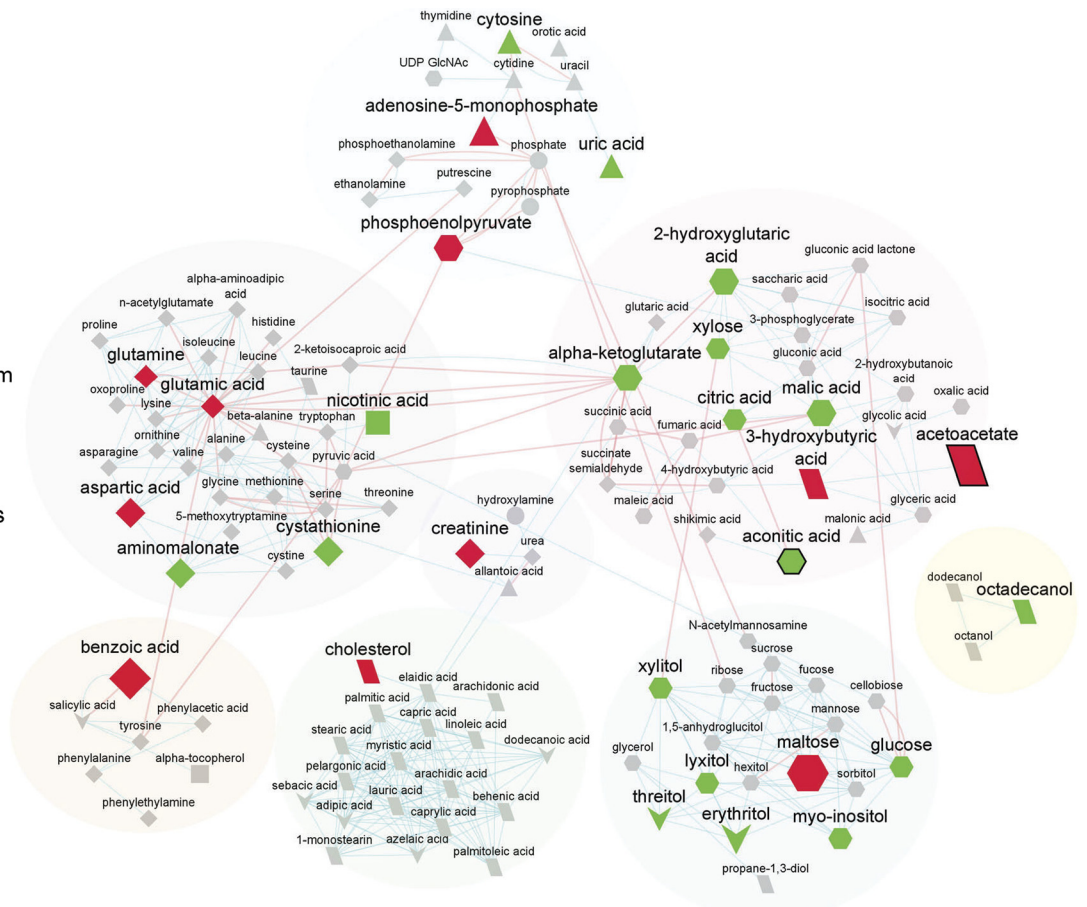 thymidine
cytosine
orotic acid
UDP GlcNAc
cytidine
uracil
adenosine-5-monophosphate
phosphoethanolamine
phosphate
uric acid
putrescine
ethanolamine
pyrophosphate
phosphoenolpyruvate
2-hydroxyglutaric
acid
gluconic acid lactone
saccharic acid
glutaric acid
isocitric acid
xylose
3-phosphoglycerate
alpha-ketoglutarate
gluconic acid
2-hydroxybutanoic
acid
citric acid
malic acid
oxalic acid
succinic acid
fumaric acid
glycolic acid
3-hydroxybutyric
acid
acetoacetate
succinate
semialdehyde
4-hydroxybutyric acid
maleic acid
glyceric acid
shikimic acid
malonic acid
aconitic acid
alpha-aminoadipic
acid
n-acetylglutamate
proline
histidine
isoleucine
glutamine
leucine
2-ketoisocaproic acid
m
taurine
oxoproline
glutamic acid
lysine
nicotinic acid
beta-alanine
tryptophan
ornithine
alanine
asparagine
valine
cysteine
pyruvic acid
aspartic acid
glycine
methionine
serine
threonine
s
5-methoxytryptamine
cystathionine
aminomalonate
cystine
hydroxylamine
creatinine
urea
allantoic acid
dodecanol
octadecanol
octanol
benzoic acid
salicylic acid
phenylacetic acid
tyrosine
phenylalanine
alpha-tocopherol
phenylethylamine
cholesterol
elaidic acid
palmitic acid
arachidonic acid
capric acid
stearic acid
linoleic acid
myristic acid
dodecanoic acid
pelargonic acid
arachidic acid
sebacic acid
lauric acid
behenic acid
adipic acid
caprylic acid
1-monostearin
azelaic acid
palmitoleic acid
N-acetylmannosamine
sucrose
xylitol
ribose
fucose
fructose
cellobiose
mannose
1,5-anhydroglucitol
glycerol
maltose
glucose
lyxitol
hexitol
sorbitol
threitol
erythritol
myo-inositol
propane-1,3-diol